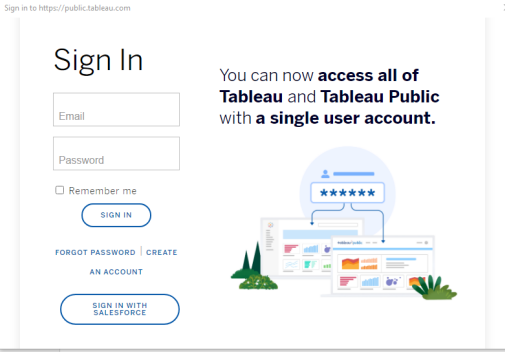 Sign in to https://public.tableau.com
Sign In
Email
Password
Remember me
SIGN IN
FORGOT PASSWORD | CREATE
AN ACCOUNT
SIGN IN WITH
SALESFORCE
You can now access all of
Tableau and Tableau Public
with a single user account.
******
tableau public